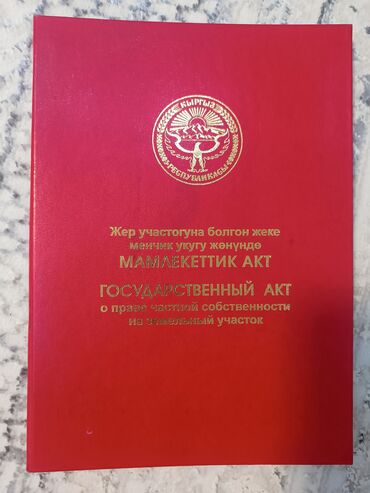 КЫРГЫЗ
РЕСПУБЛИКАСЫ
Жер участогуна болгон жеке
менчик укугу жөнүндө
МАМЛЕКЕТТИК АКТ
ГОСУДАРСТВЕННЫЙ АКТ
о праве частной собственности
на земельный участок